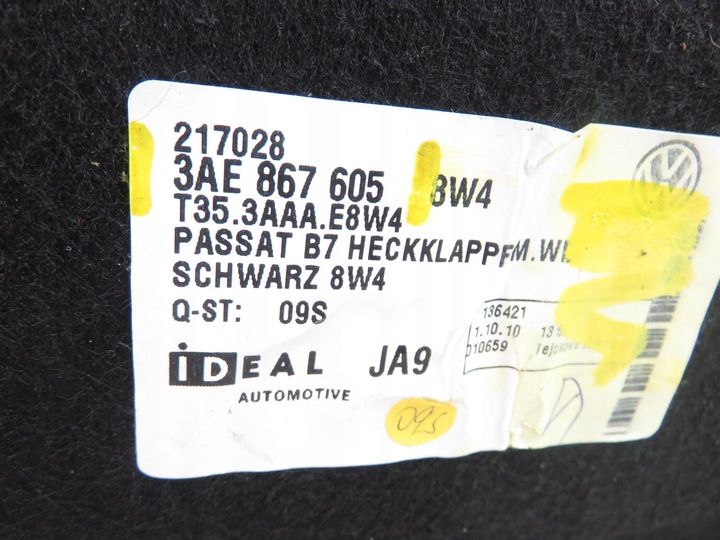 217028
3AE 867 605 8W4
T35.3AAA.E8W4
PASSAT B7 HECKKLAPPE M.
SCHWARZ 8W4
Q-ST: 09S
136421
1.10.10
D10659
iDEAL JA9
AUTOMOTIVE
09S